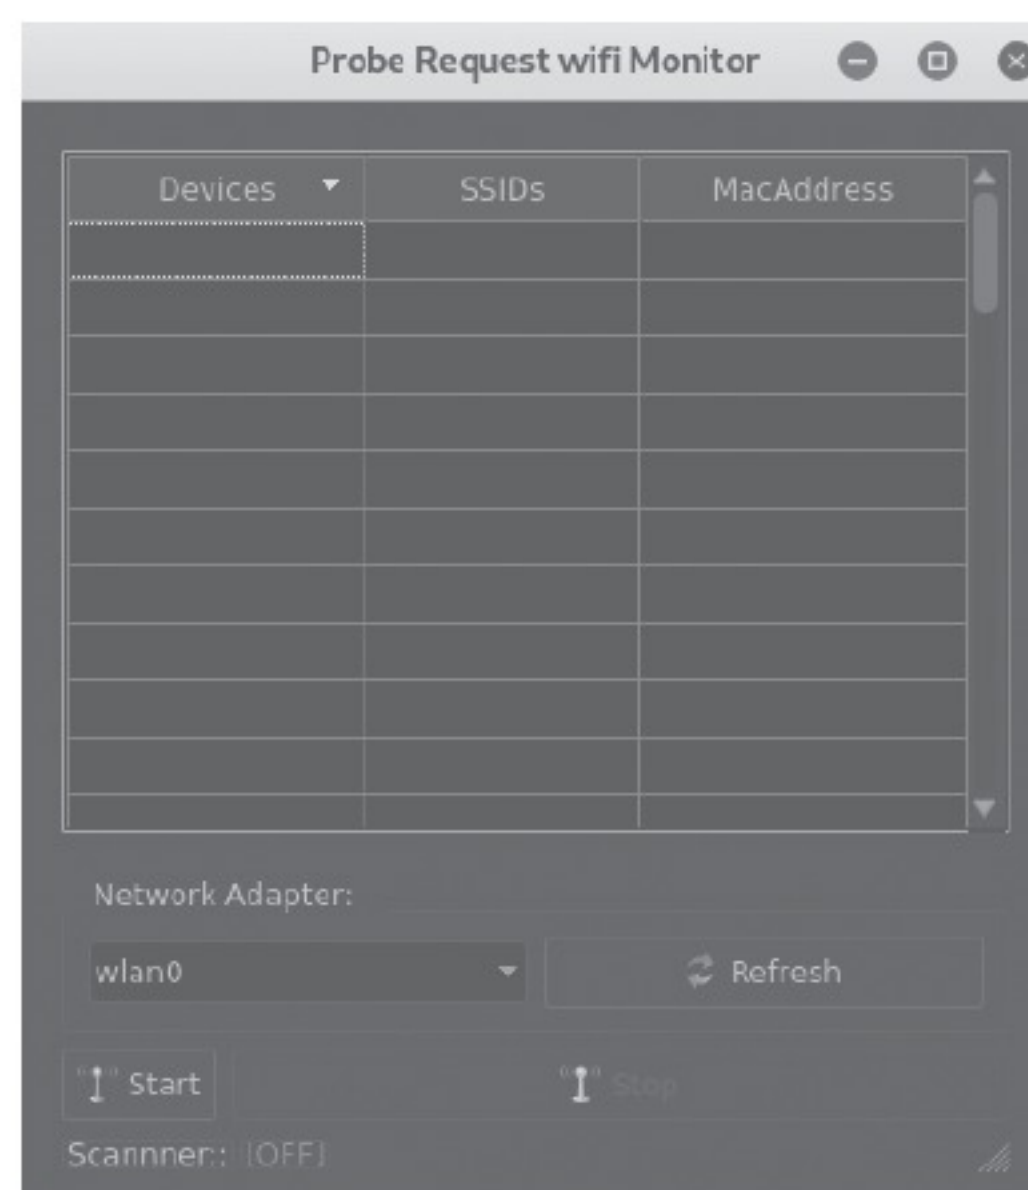 Probe Request wifi Monitor
Devices SSIDs MacAddress
Network Adapter:
wlan0 Refresh
Start Stop
Scannner:: [OFF]